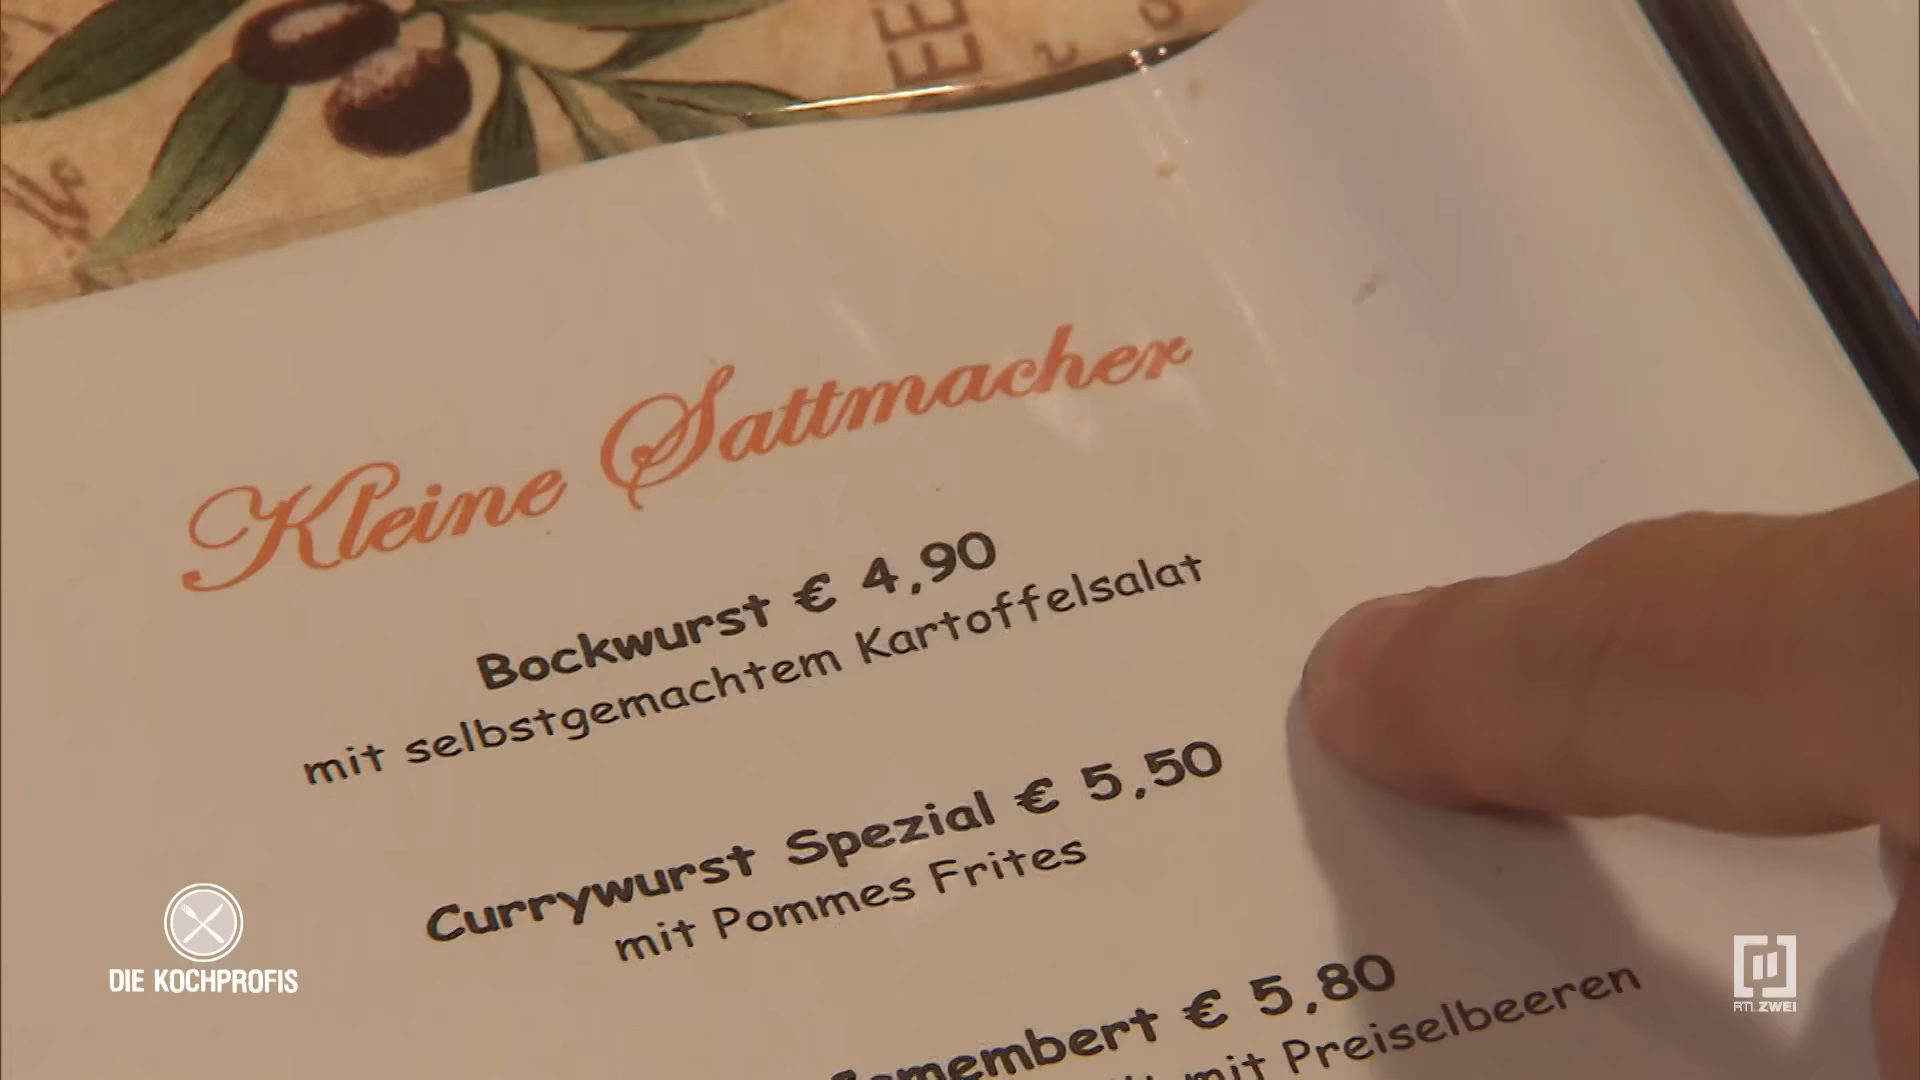 EE
Kleine Sattmacher
Bockwurst € 4,90
mit selbstgemachtem Kartoffelsalat
Currywurst Spezial € 5,50
mit Pommes Frites
€ 5,80
mit Preiselbeeren
DIE KOCHPROFIS
RTL ZWEI